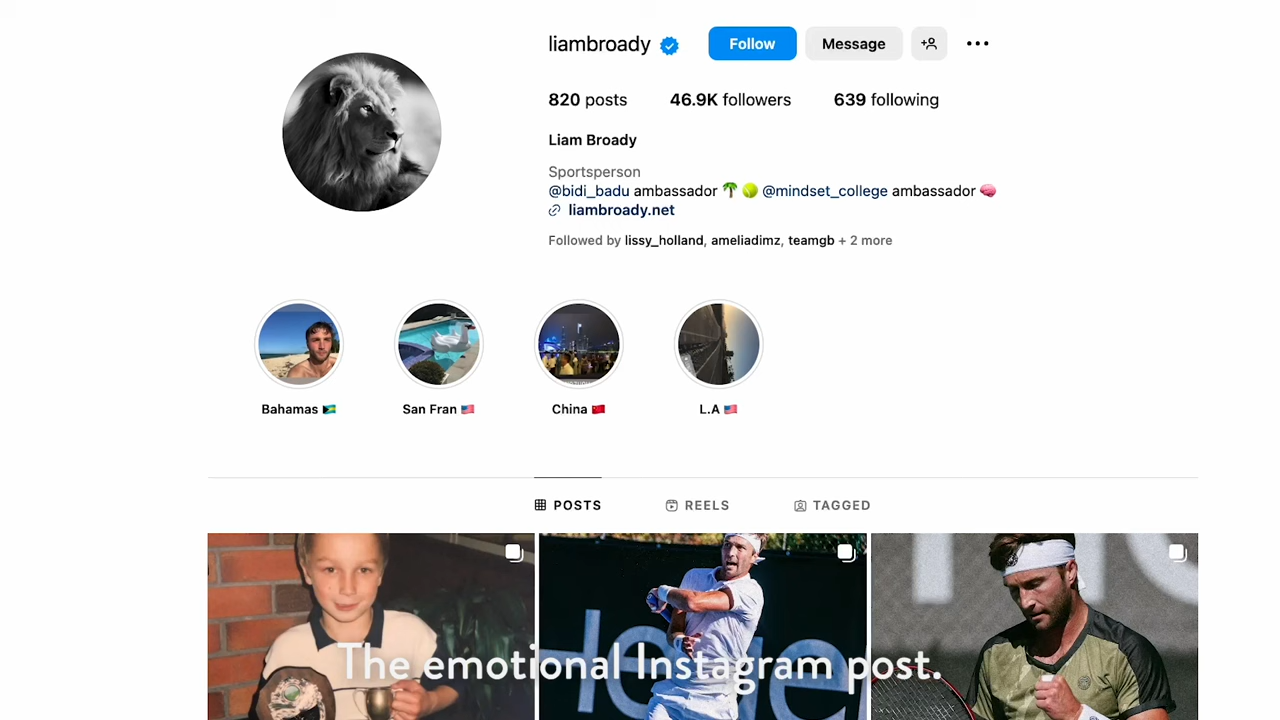 liambroady
Follow
Message
820 posts
46.9K followers
639 following
Liam Broady
Sportsperson
@bidi_badu ambassador 🌴 🎾 @mindset_college ambassador 🧠
liambroady.net
Followed by lissy_holland, ameliadimz, teamgb + 2 more
Bahamas 🇧🇸
San Fran 🇺🇸
China 🇨🇳
L.A 🇺🇸
POSTS
REELS
TAGGED
The emotional Instagram post.